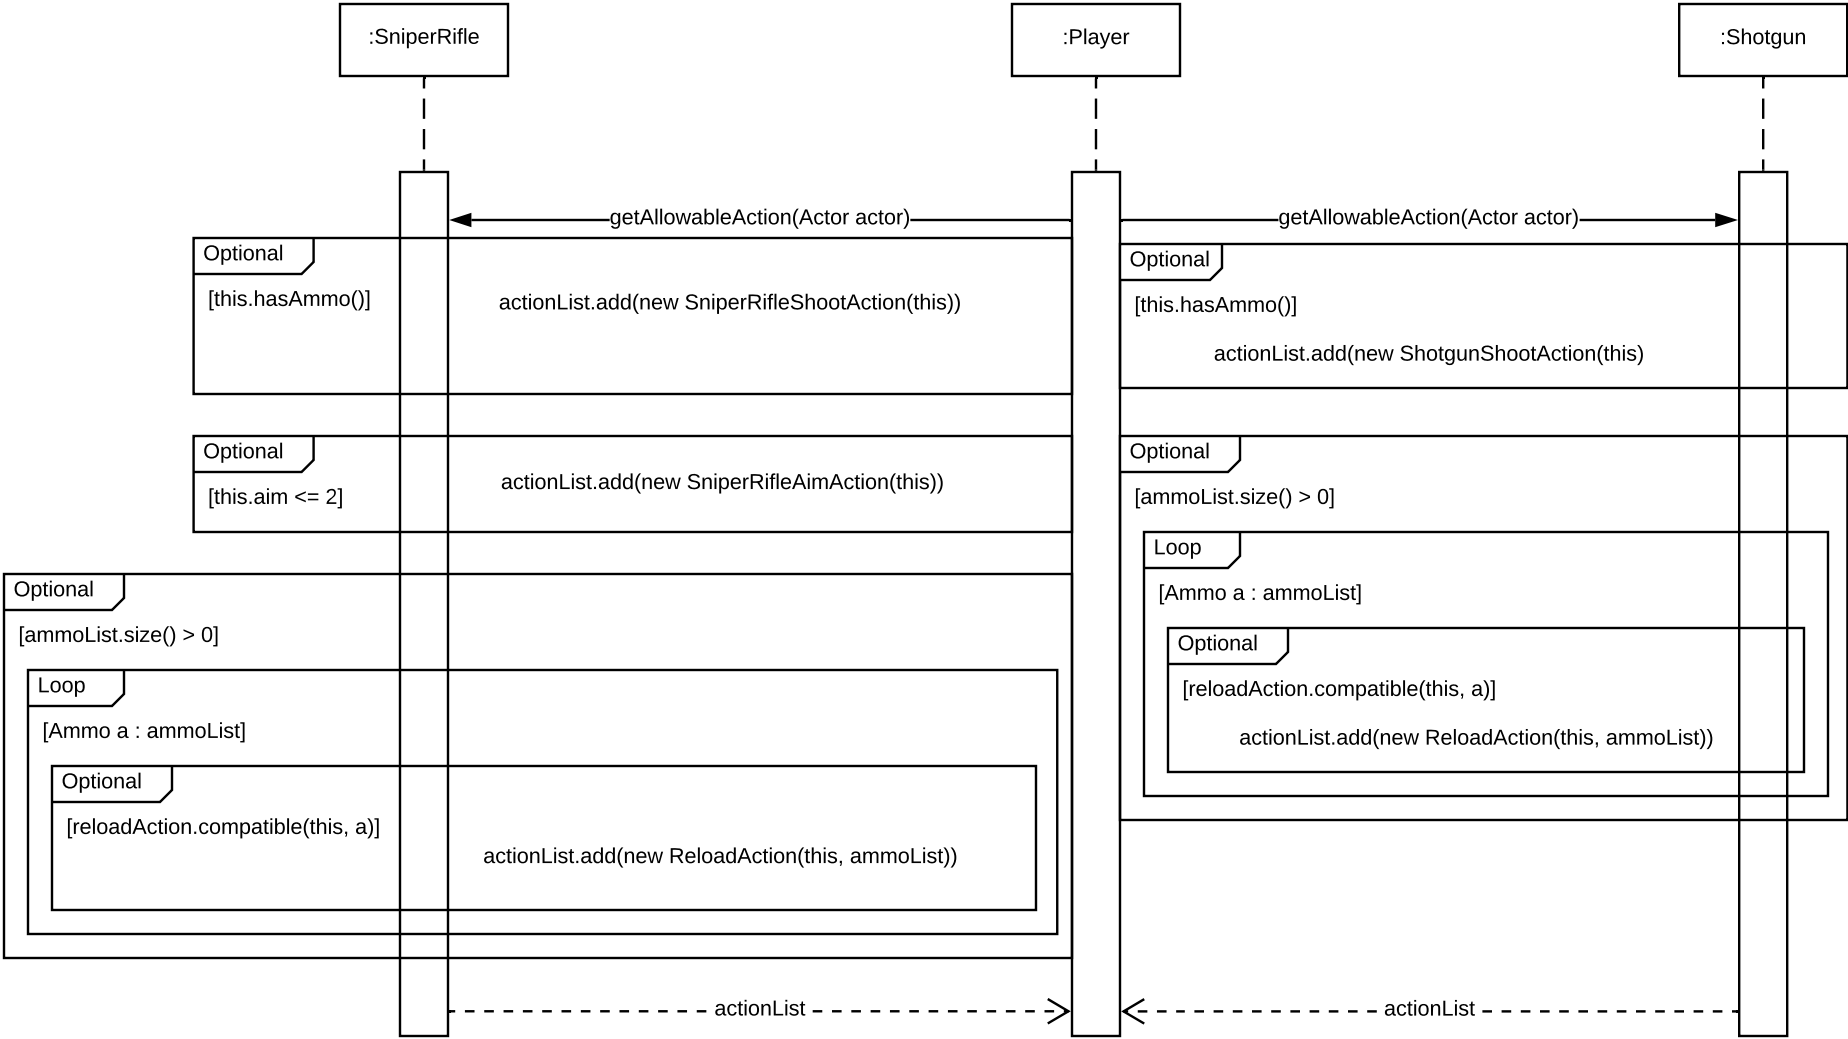 :SniperRifle
:Player
:Shotgun
getAllowableAction(Actor actor)
getAllowableAction(Actor actor)
Optional
[this.hasAmmo()]
actionList.add(new SniperRifleShootAction(this))
Optional
[this.hasAmmo()]
actionList.add(new ShotgunShootAction(this)
Optional
[this.aim <= 2]
actionList.add(new SniperRifleAimAction(this))
Optional
[ammoList.size() > 0]
Loop
[Ammo a : ammoList]
Optional
[reloadAction.compatible(this, a)]
actionList.add(new ReloadAction(this, ammoList))
Optional
[ammoList.size() > 0]
Loop
[Ammo a : ammoList]
Optional
[reloadAction.compatible(this, a)]
actionList.add(new ReloadAction(this, ammoList))
actionList
actionList